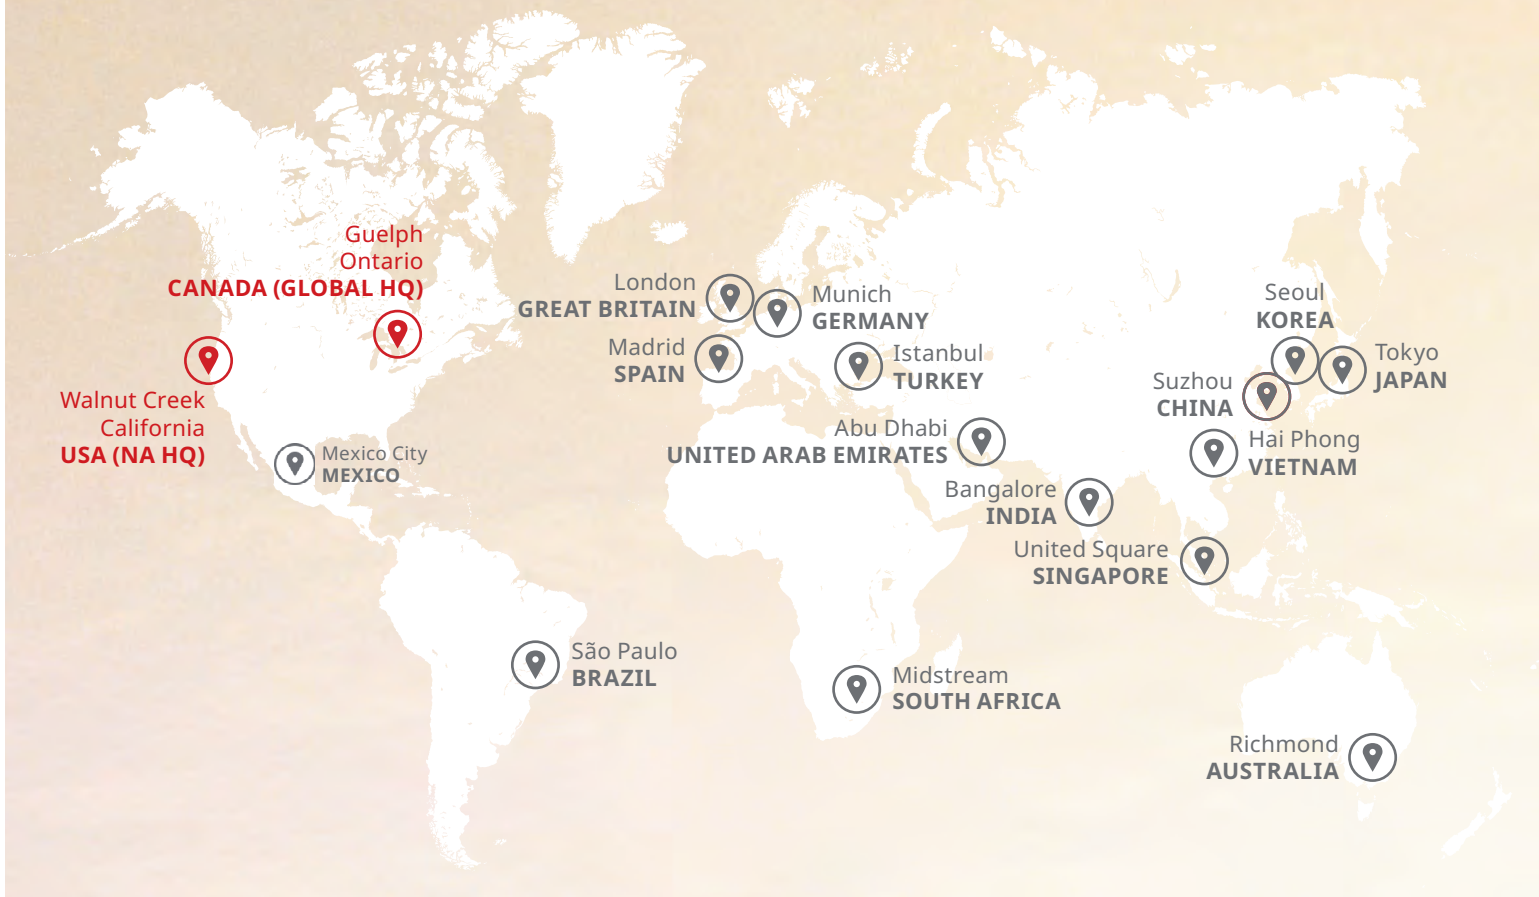 Guelph
Ontario
CANADA (GLOBAL HQ)
Walnut Creek
California
USA (NA HQ)
Mexico City
MEXICO
São Paulo
BRAZIL
London
GREAT BRITAIN
Munich
GERMANY
Madrid
SPAIN
Istanbul
TURKEY
Abu Dhabi
UNITED ARAB EMIRATES
Bangalore
INDIA
United Square
SINGAPORE
Midstream
SOUTH AFRICA
Seoul
KOREA
Tokyo
JAPAN
Suzhou
CHINA
Hai Phong
VIETNAM
Richmond
AUSTRALIA